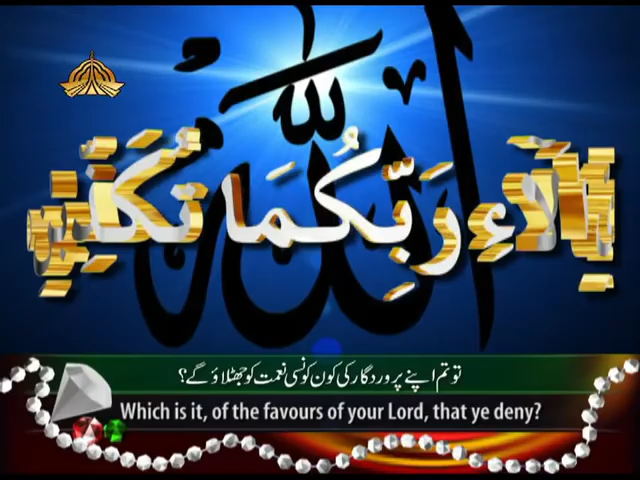 الله
آلَاءِ رَبِّكُمَا
تو تم اپنے پروردگار کی کون کونسی نعمت کو جھٹلاؤ گے؟
Which is it, of the favours of your Lord, that ye deny?